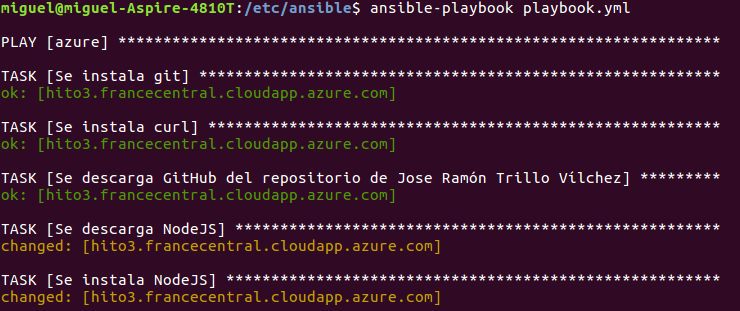 miguel@miguel-Aspire-4810T:/etc/ansible$ ansible-playbook playbook.yml
PLAY [azure] *******************************************************************
TASK [Se instala git] **********************************************************
ok: [hito3.francecentral.cloudapp.azure.com]
TASK [Se instala curl] *********************************************************
ok: [hito3.francecentral.cloudapp.azure.com]
TASK [Se descarga GitHub del repositorio de Jose Ramón Trillo Vílchez] *********
ok: [hito3.francecentral.cloudapp.azure.com]
TASK [Se descarga NodeJS] ******************************************************
changed: [hito3.francecentral.cloudapp.azure.com]
TASK [Se instala NodeJS] *******************************************************
changed: [hito3.francecentral.cloudapp.azure.com]